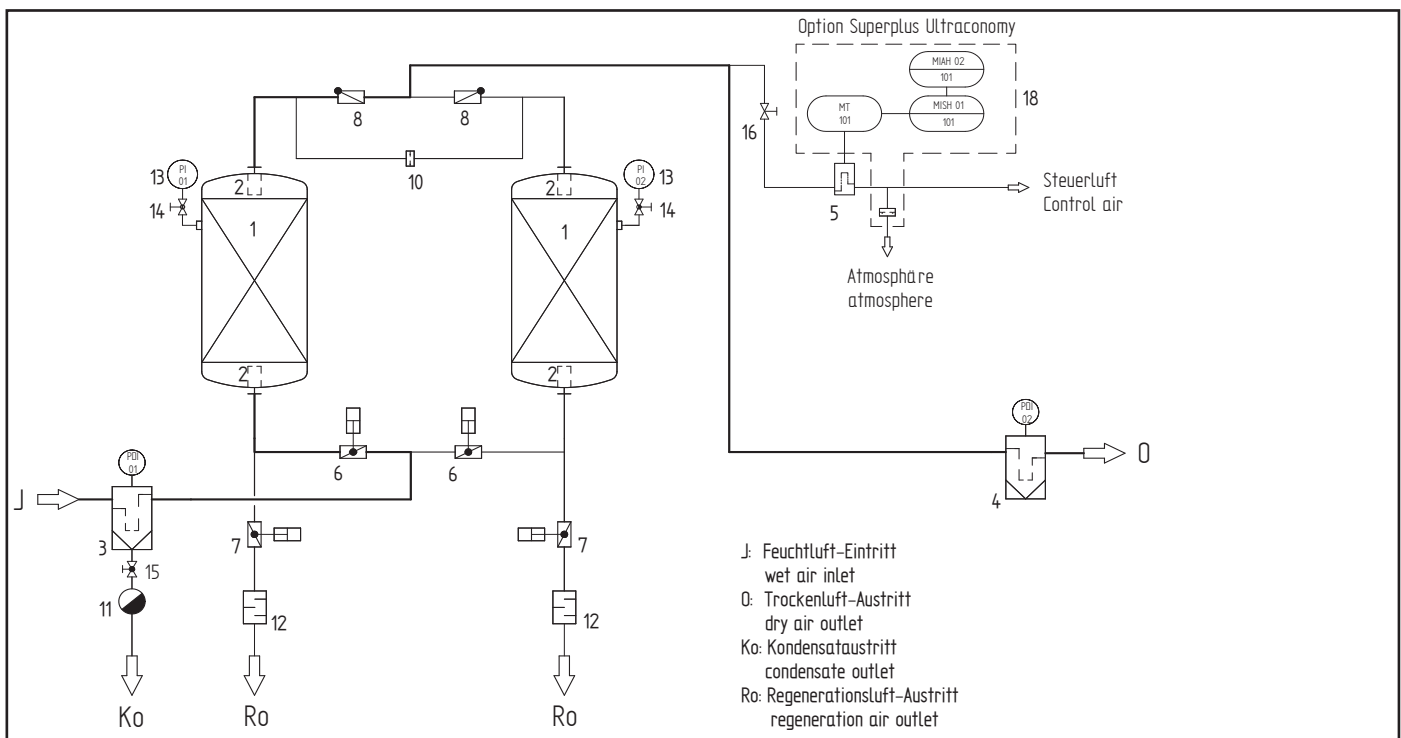 Option Superplus Ultraconomy
MIAH 02
101
MT
101
MISH 01
101
18
8
8
16
10
13
PI
01
14
2
1
2
2
1
2
PI
02
13
14
5
Steuerluft
Control air
Atmosphäre
atmosphere
6
6
PDI
01
J
3
15
11
7
12
7
12
Ko
Ro
Ro
PDI
02
O
4
J: Feuchtluft-Eintritt
wet air inlet
O: Trockenluft-Austritt
dry air outlet
Ko: Kondensataustritt
condensate outlet
Ro: Regenerationsluft-Austritt
regeneration air outlet